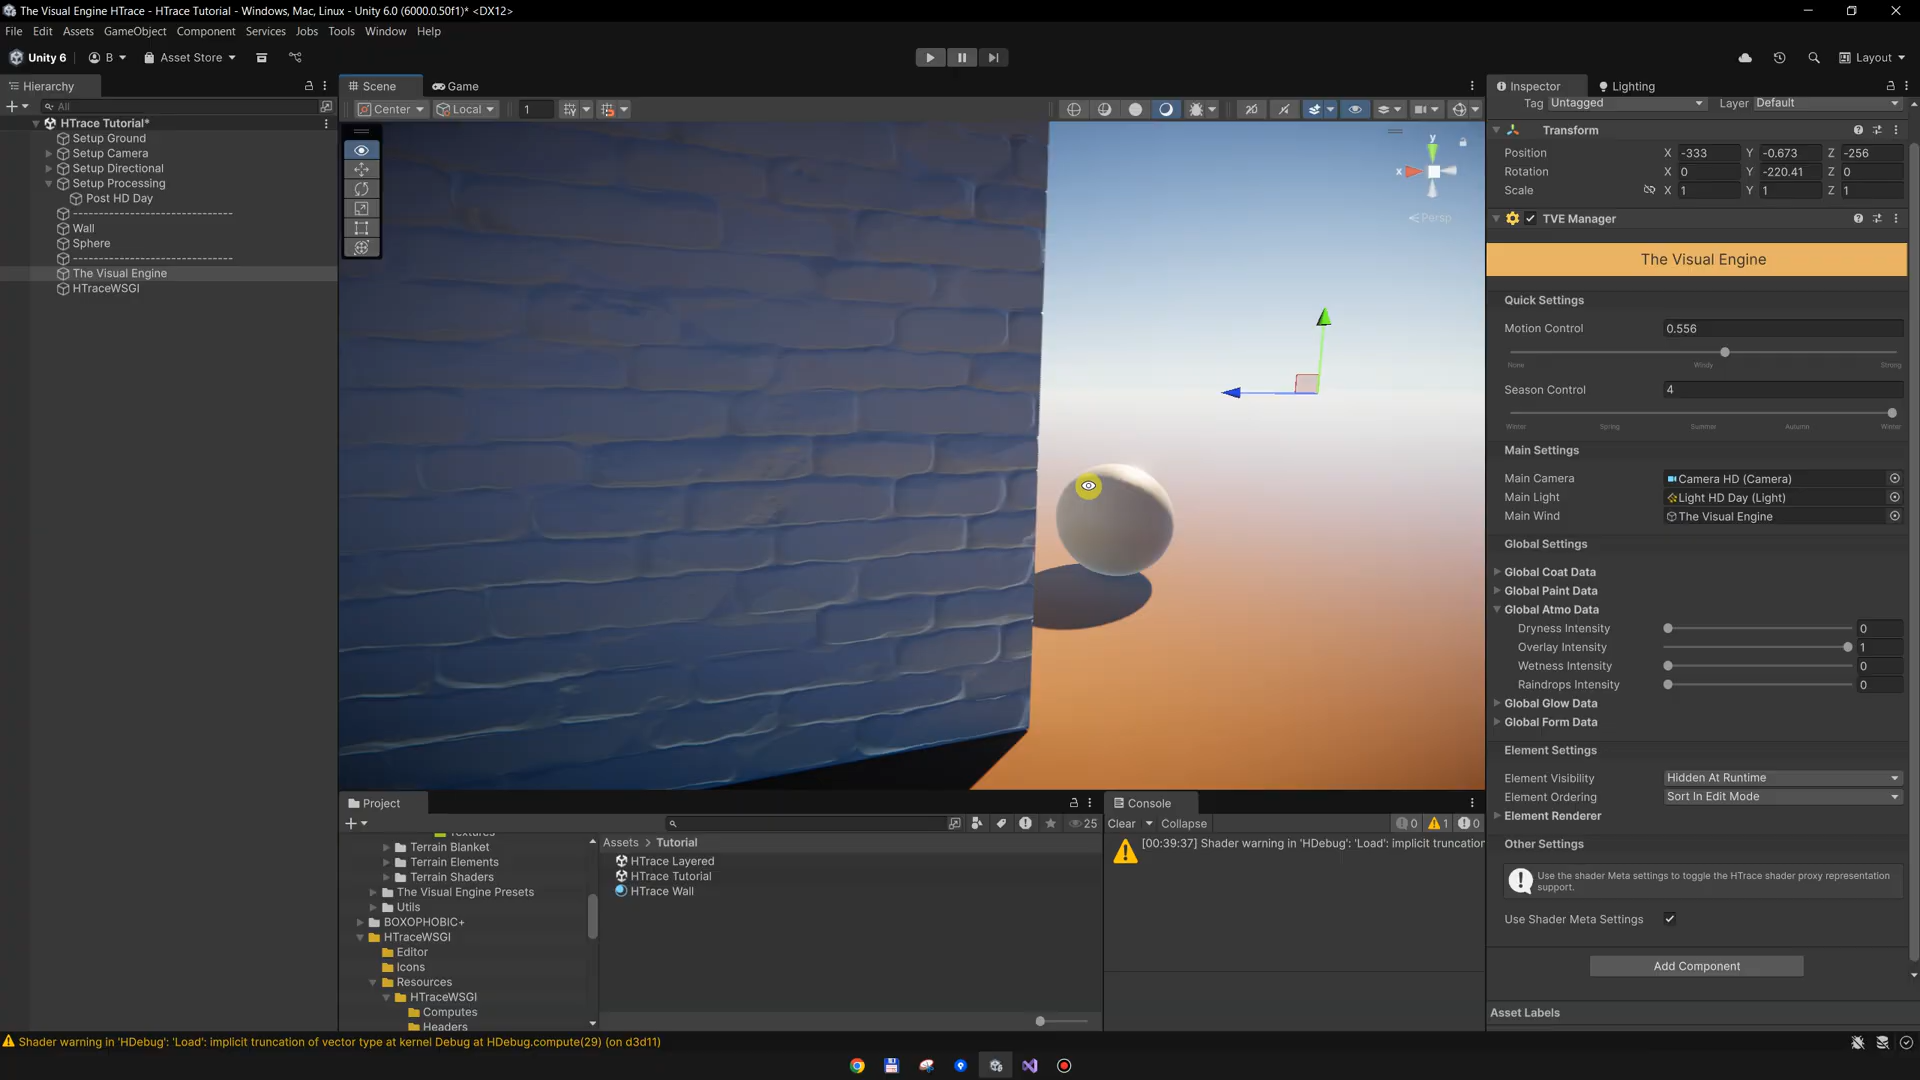 The Visual Engine HTrace - HTrace Tutorial - Windows, Mac, Linux - Unity 6.0 (6000.0.50f1)* <DX12>
File Edit Assets GameObject Component Services Jobs Tools Window Help
Unity 6 B Asset Store Layout
Hierarchy Scene Game Inspector Lighting
All Center Local 1 Tag Untagged Layer Default
HTrace Tutorial*
Setup Ground
Setup Camera
Setup Directional
Setup Processing
Post HD Day
------------------------------
Wall
Sphere
------------------------------
The Visual Engine
HTraceWSGI
y
x
Persp
Transform
Position X -333 Y -0.673 Z -256
Rotation X 0 Y -220.41 Z 0
Scale X 1 Y 1 Z 1
TVE Manager
The Visual Engine
Quick Settings
Motion Control 0.556
None Windy Strong
Season Control 4
Winter Spring Summer Autumn Winter
Main Settings
Main Camera Camera HD (Camera)
Main Light Light HD Day (Light)
Main Wind The Visual Engine
Global Settings
Global Coat Data
Global Paint Data
Global Atmo Data
Dryness Intensity 0
Overlay Intensity 1
Wetness Intensity 0
Raindrops Intensity 0
Global Glow Data
Global Form Data
Element Settings
Element Visibility Hidden At Runtime
Element Ordering Sort In Edit Mode
Element Renderer
Other Settings
Use the shader Meta settings to toggle the HTrace shader proxy representation
support.
Use Shader Meta Settings
Add Component
Asset Labels
Project
25
Textures
Terrain Blanket
Terrain Elements
Terrain Shaders
The Visual Engine Presets
Utils
BOXOPHOBIC+
HTraceWSGI
Editor
Icons
Resources
HTraceWSGI
Computes
Headers
Assets > Tutorial
HTrace Layered
HTrace Tutorial
HTrace Wall
Console
Clear Collapse 0 1 0
[00:39:37] Shader warning in 'HDebug': 'Load': implicit truncation
Shader warning in 'HDebug': 'Load': implicit truncation of vector type at kernel Debug at HDebug.compute(29) (on d3d11)